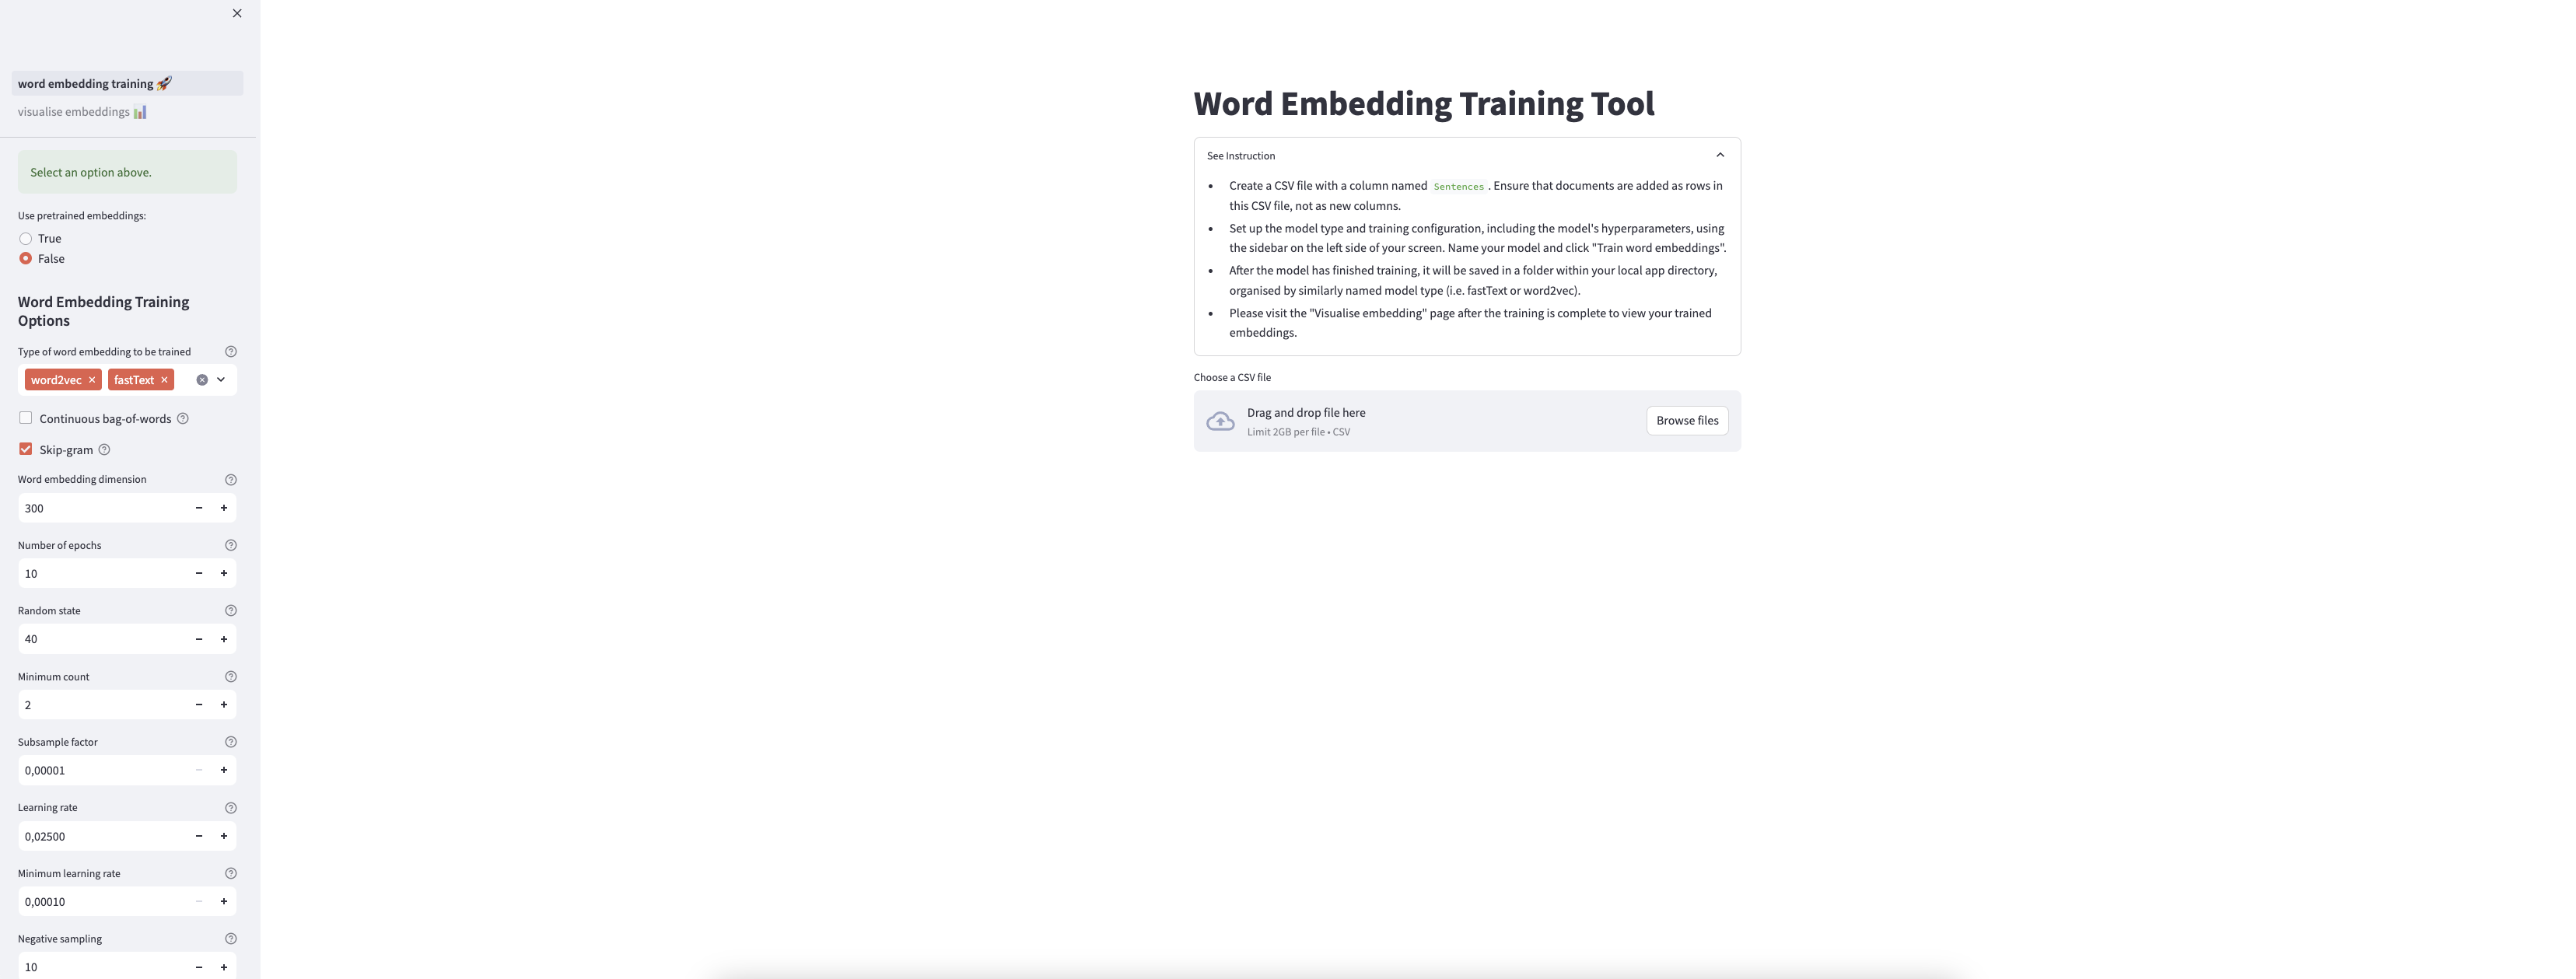 word embedding training 🚀
visualise embeddings 📊
Select an option above.
Use pretrained embeddings:
True
False
Word Embedding Training
Options
Type of word embedding to be trained
word2vec
fastText
Continuous bag-of-words
Skip-gram
Word embedding dimension
300
Number of epochs
10
Random state
40
Minimum count
2
Subsample factor
0,00001
Learning rate
0,02500
Minimum learning rate
0,00010
Negative sampling
10
Word Embedding Training Tool
See Instruction
• Create a CSV file with a column named Sentences. Ensure that documents are added as rows in
this CSV file, not as new columns.
• Set up the model type and training configuration, including the model's hyperparameters, using
the sidebar on the left side of your screen. Name your model and click "Train word embeddings".
• After the model has finished training, it will be saved in a folder within your local app directory,
organised by similarly named model type (i.e. fastText or word2vec).
• Please visit the "Visualise embedding" page after the training is complete to view your trained
embeddings.
Choose a CSV file
Drag and drop file here
Limit 2GB per file • CSV
Browse files